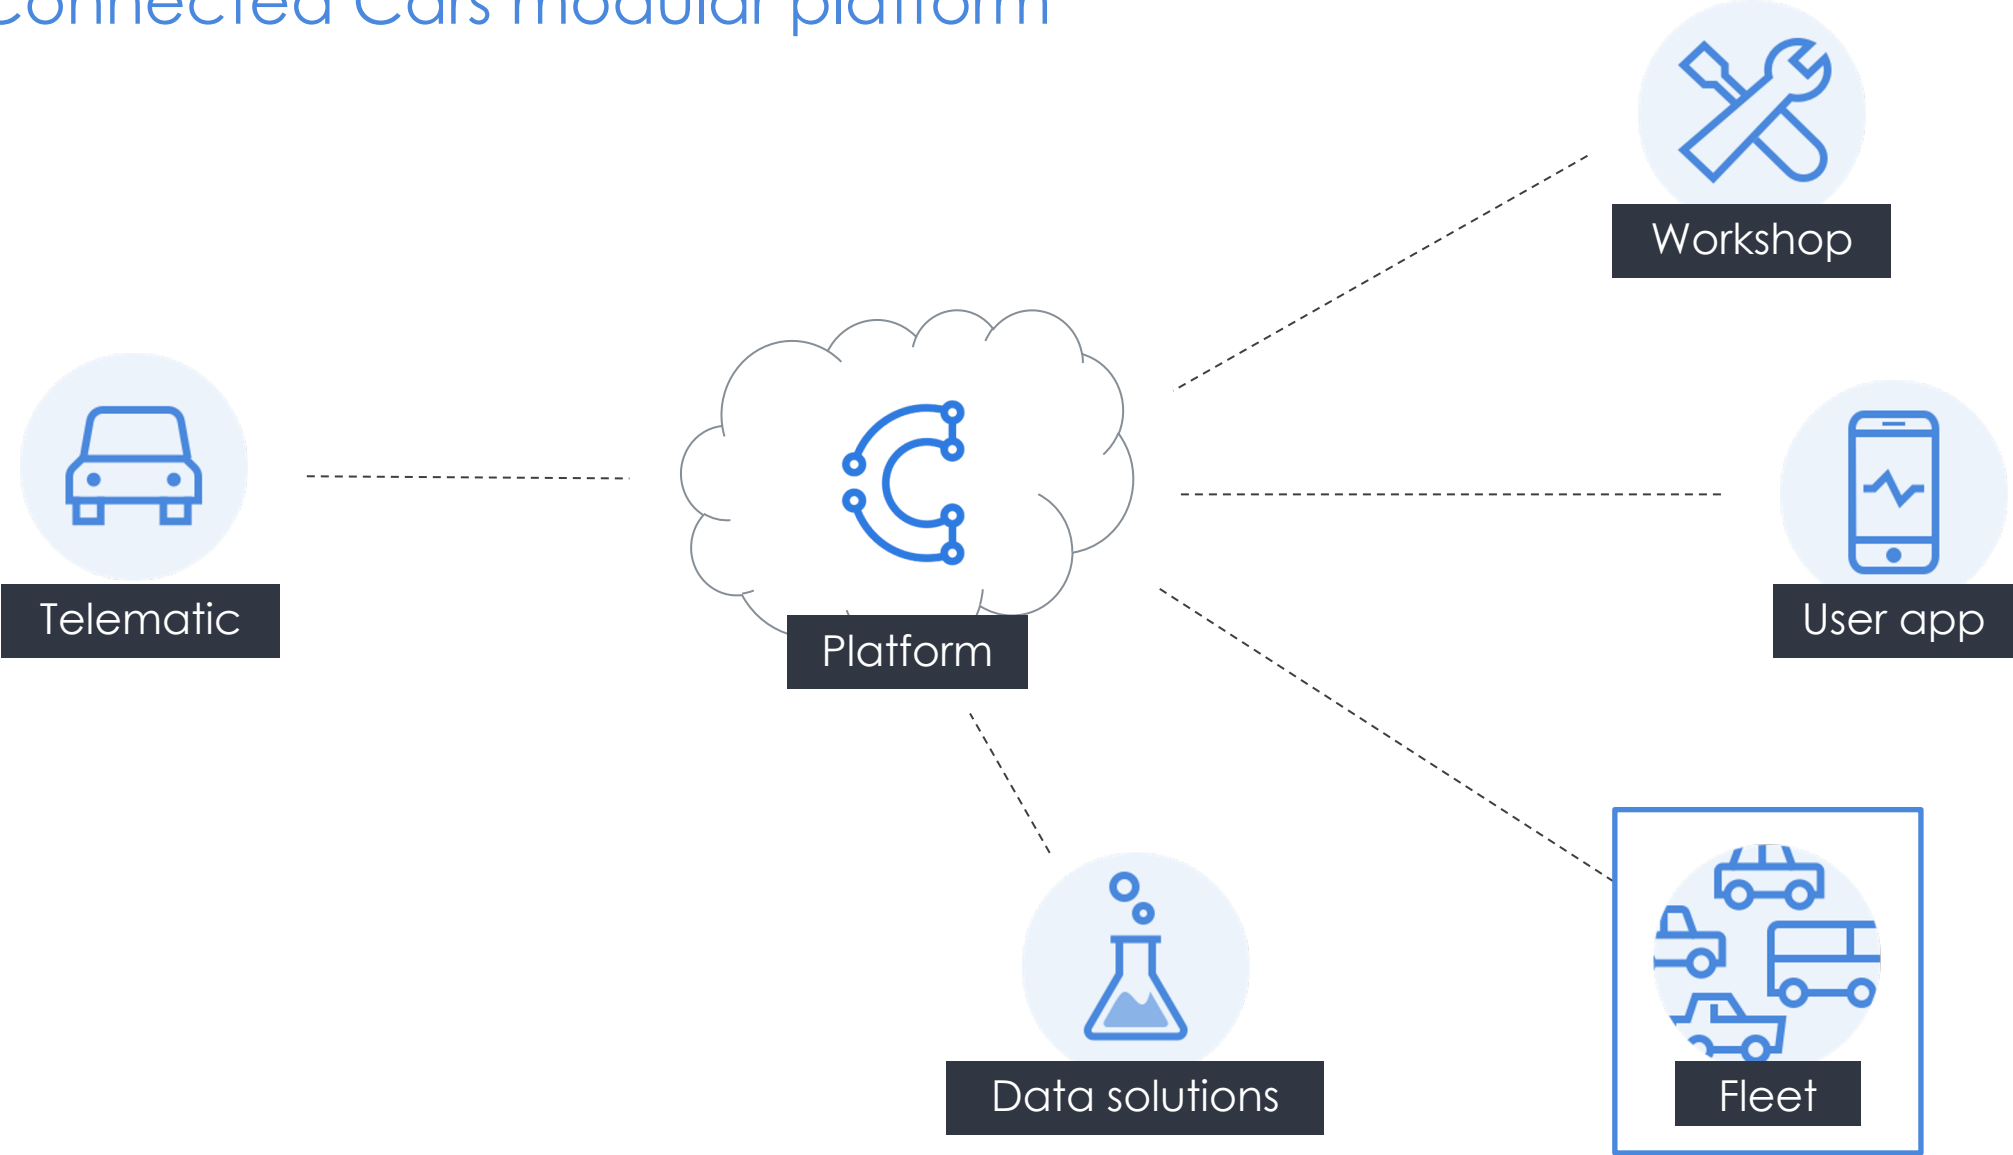 Connected Cars modular platform
Workshop
Telematic
User app
Platform
Data solutions
Fleet